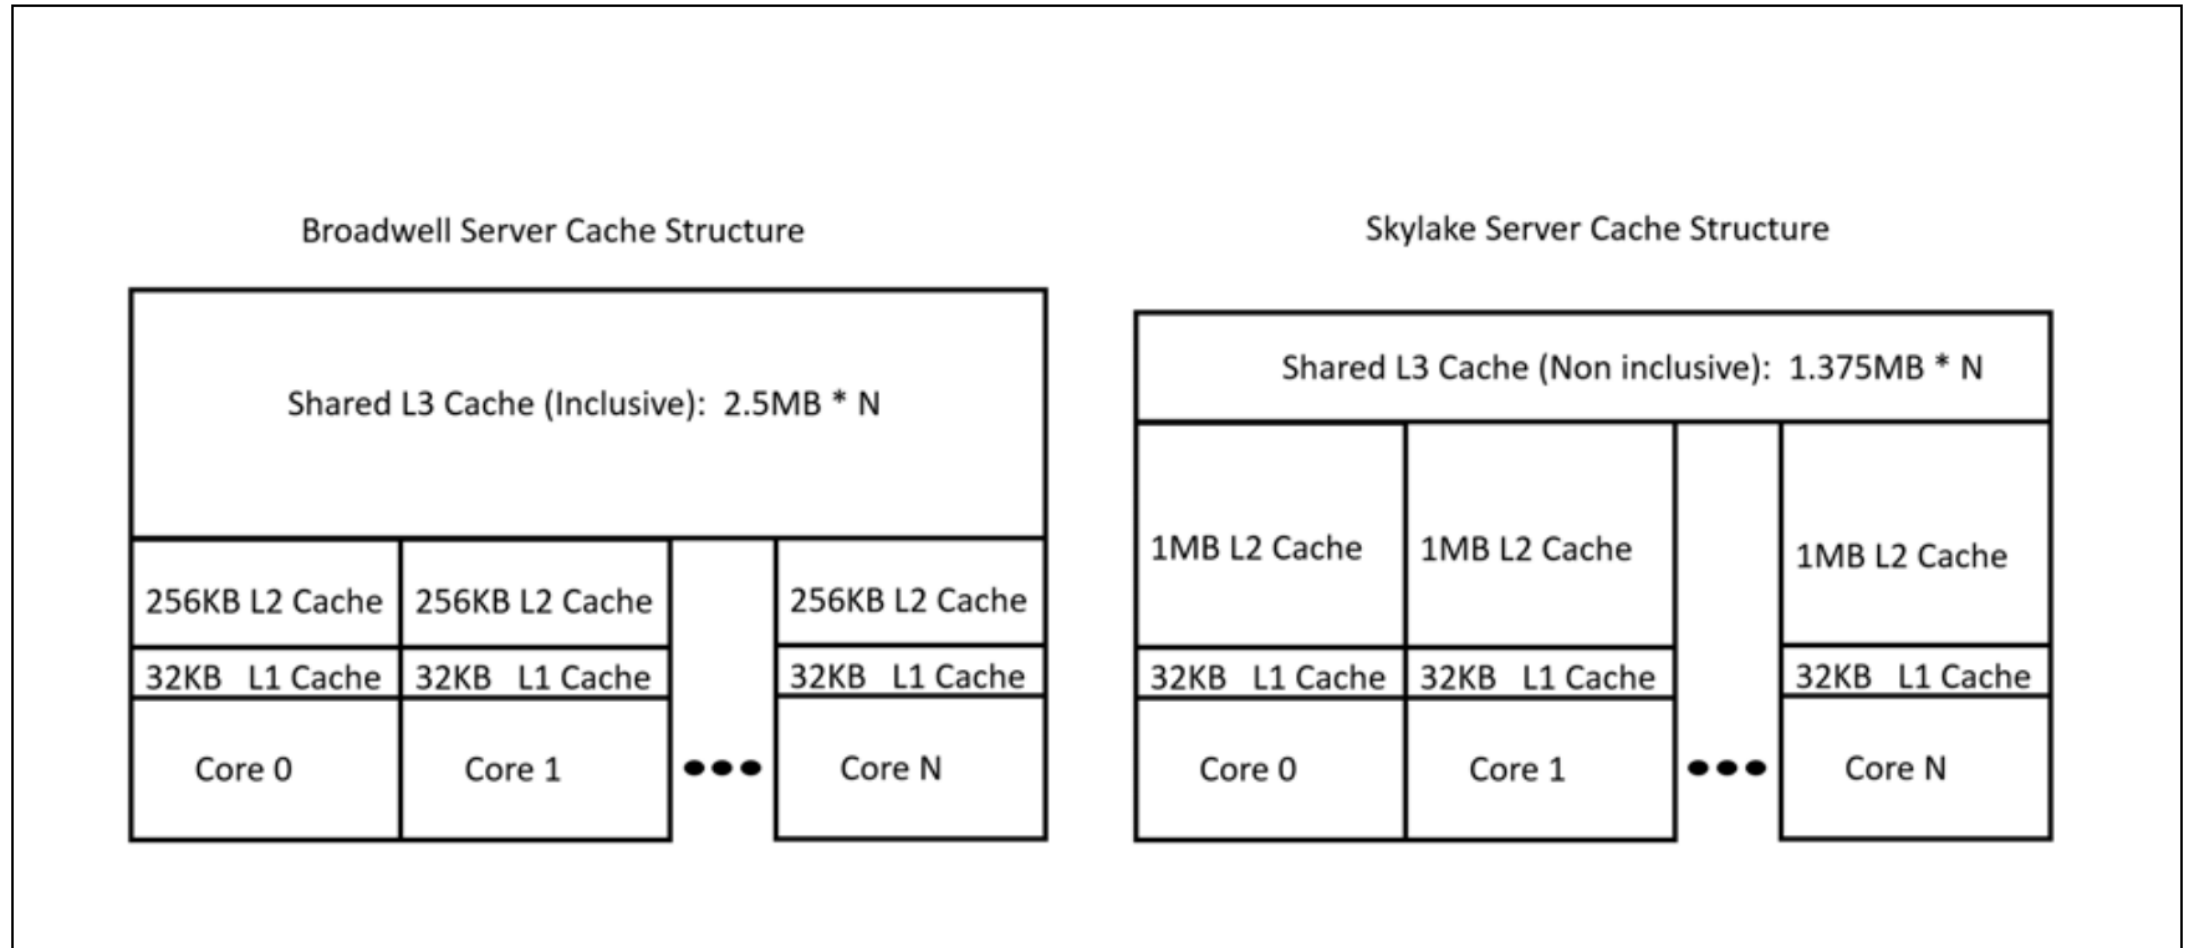 Broadwell Server Cache Structure
Shared L3 Cache (Inclusive): 2.5MB * N
256KB L2 Cache
256KB L2 Cache
256KB L2 Cache
32KB L1 Cache
32KB L1 Cache
32KB L1 Cache
Core 0
Core 1
Core N
Skylake Server Cache Structure
Shared L3 Cache (Non inclusive): 1.375MB * N
1MB L2 Cache
1MB L2 Cache
1MB L2 Cache
32KB L1 Cache
32KB L1 Cache
32KB L1 Cache
Core 0
Core 1
Core N